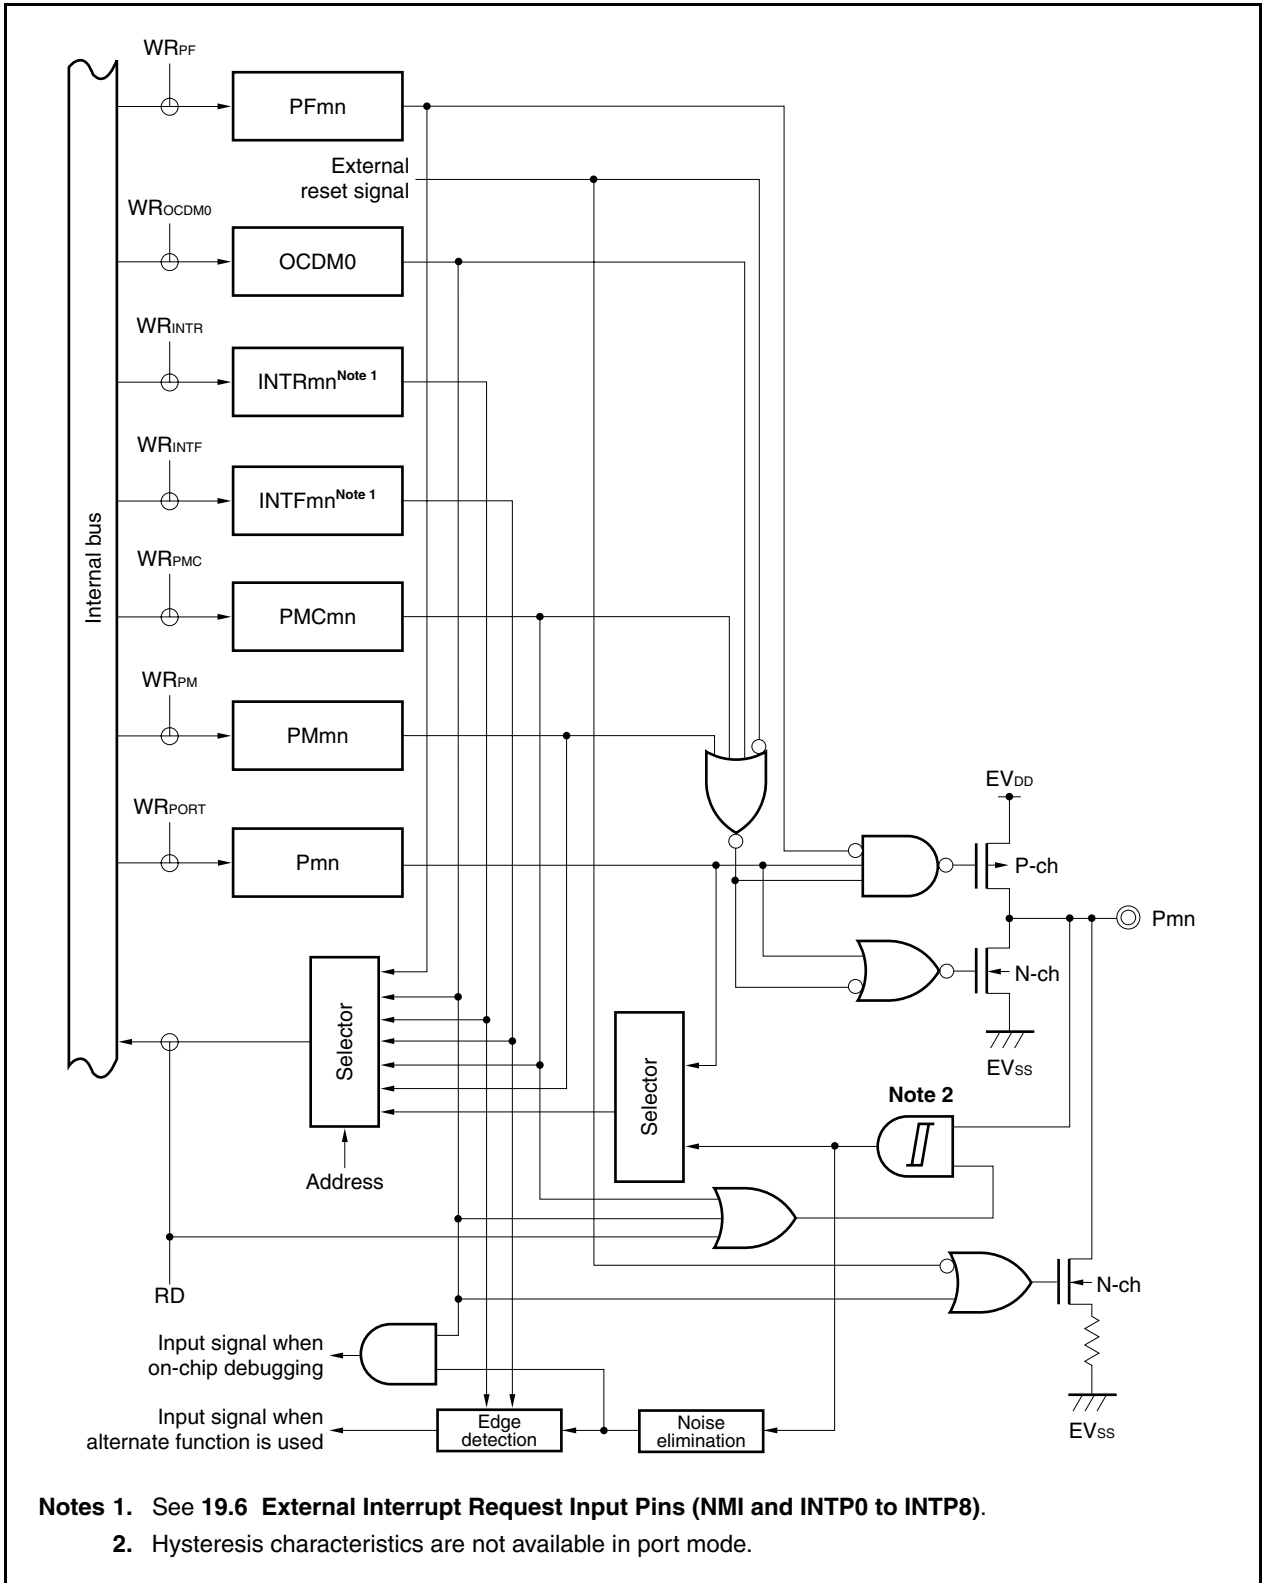 WRPF
PFmn
External
reset signal
WROCDM0
OCDM0
WRINTR
INTRmnNote 1
WRINTF
INTFmnNote 1
Internal bus
WRPMC
PMCmn
WRPM
PMmn
WRPORT
Pmn
EVDD
P-ch
Pmn
N-ch
EVSS
Selector
Selector
Note 2
Address
RD
N-ch
Input signal when
on-chip debugging
Input signal when
alternate function is used
Edge
detection
Noise
elimination
EVSS
Notes 1. See 19.6 External Interrupt Request Input Pins (NMI and INTP0 to INTP8).
2. Hysteresis characteristics are not available in port mode.